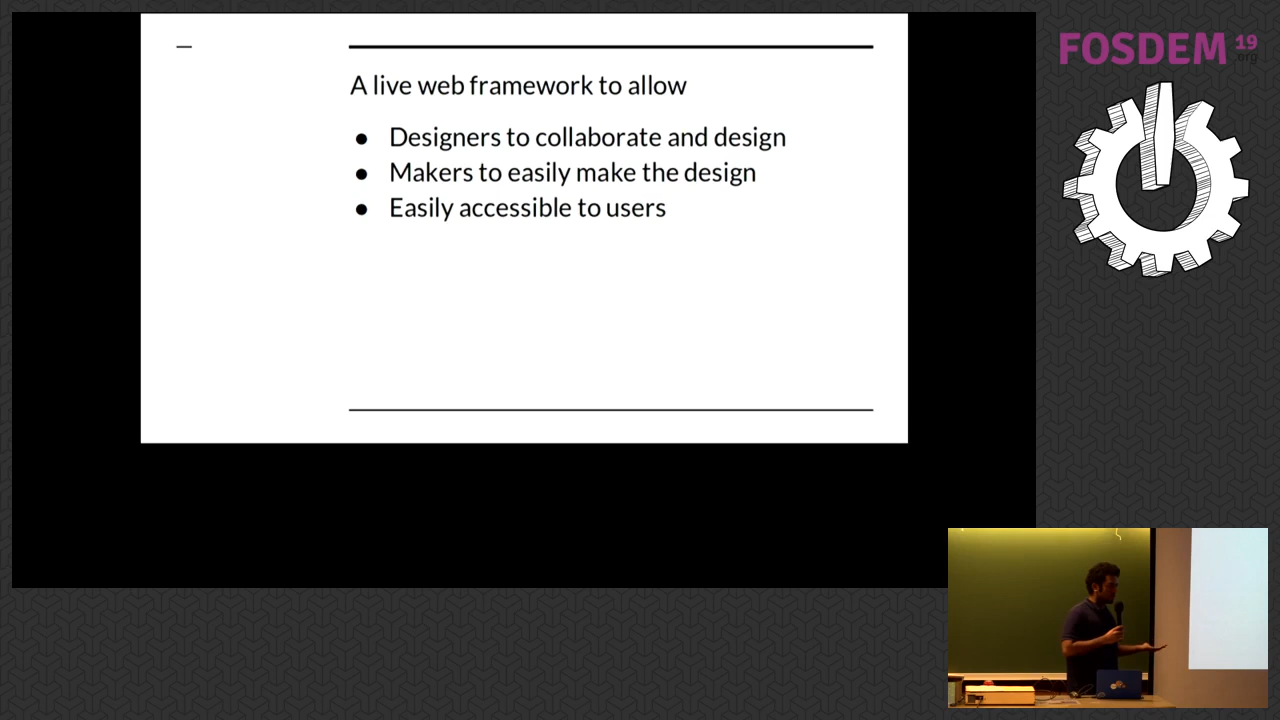 A live web framework to allow
● Designers to collaborate and design
● Makers to easily make the design
● Easily accessible to users
FOSDEM 19
.org